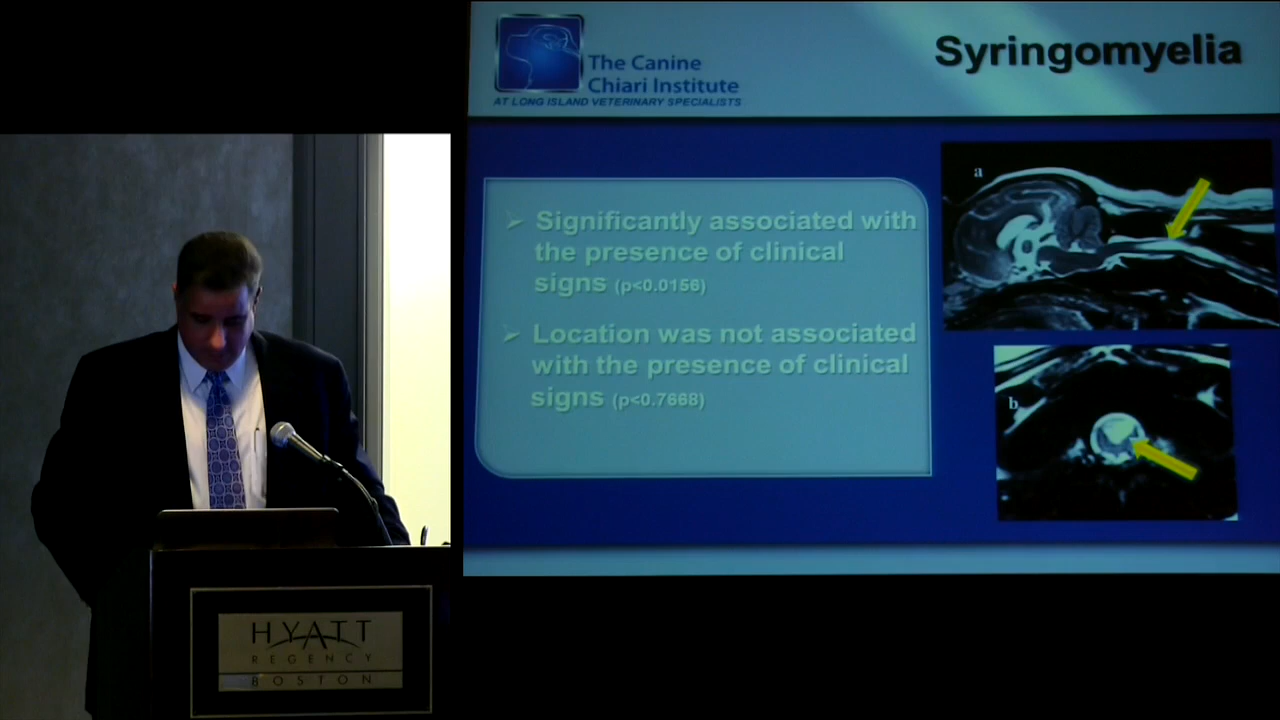 The Canine
Chiari Institute
AT LONG ISLAND VETERINARY SPECIALISTS
Syringomyelia
Significantly associated with
the presence of clinical
signs (p<0.0156)
Location was not associated
with the presence of clinical
signs (p<0.7668)
a
b
HYATT
REGENCY
BOSTON